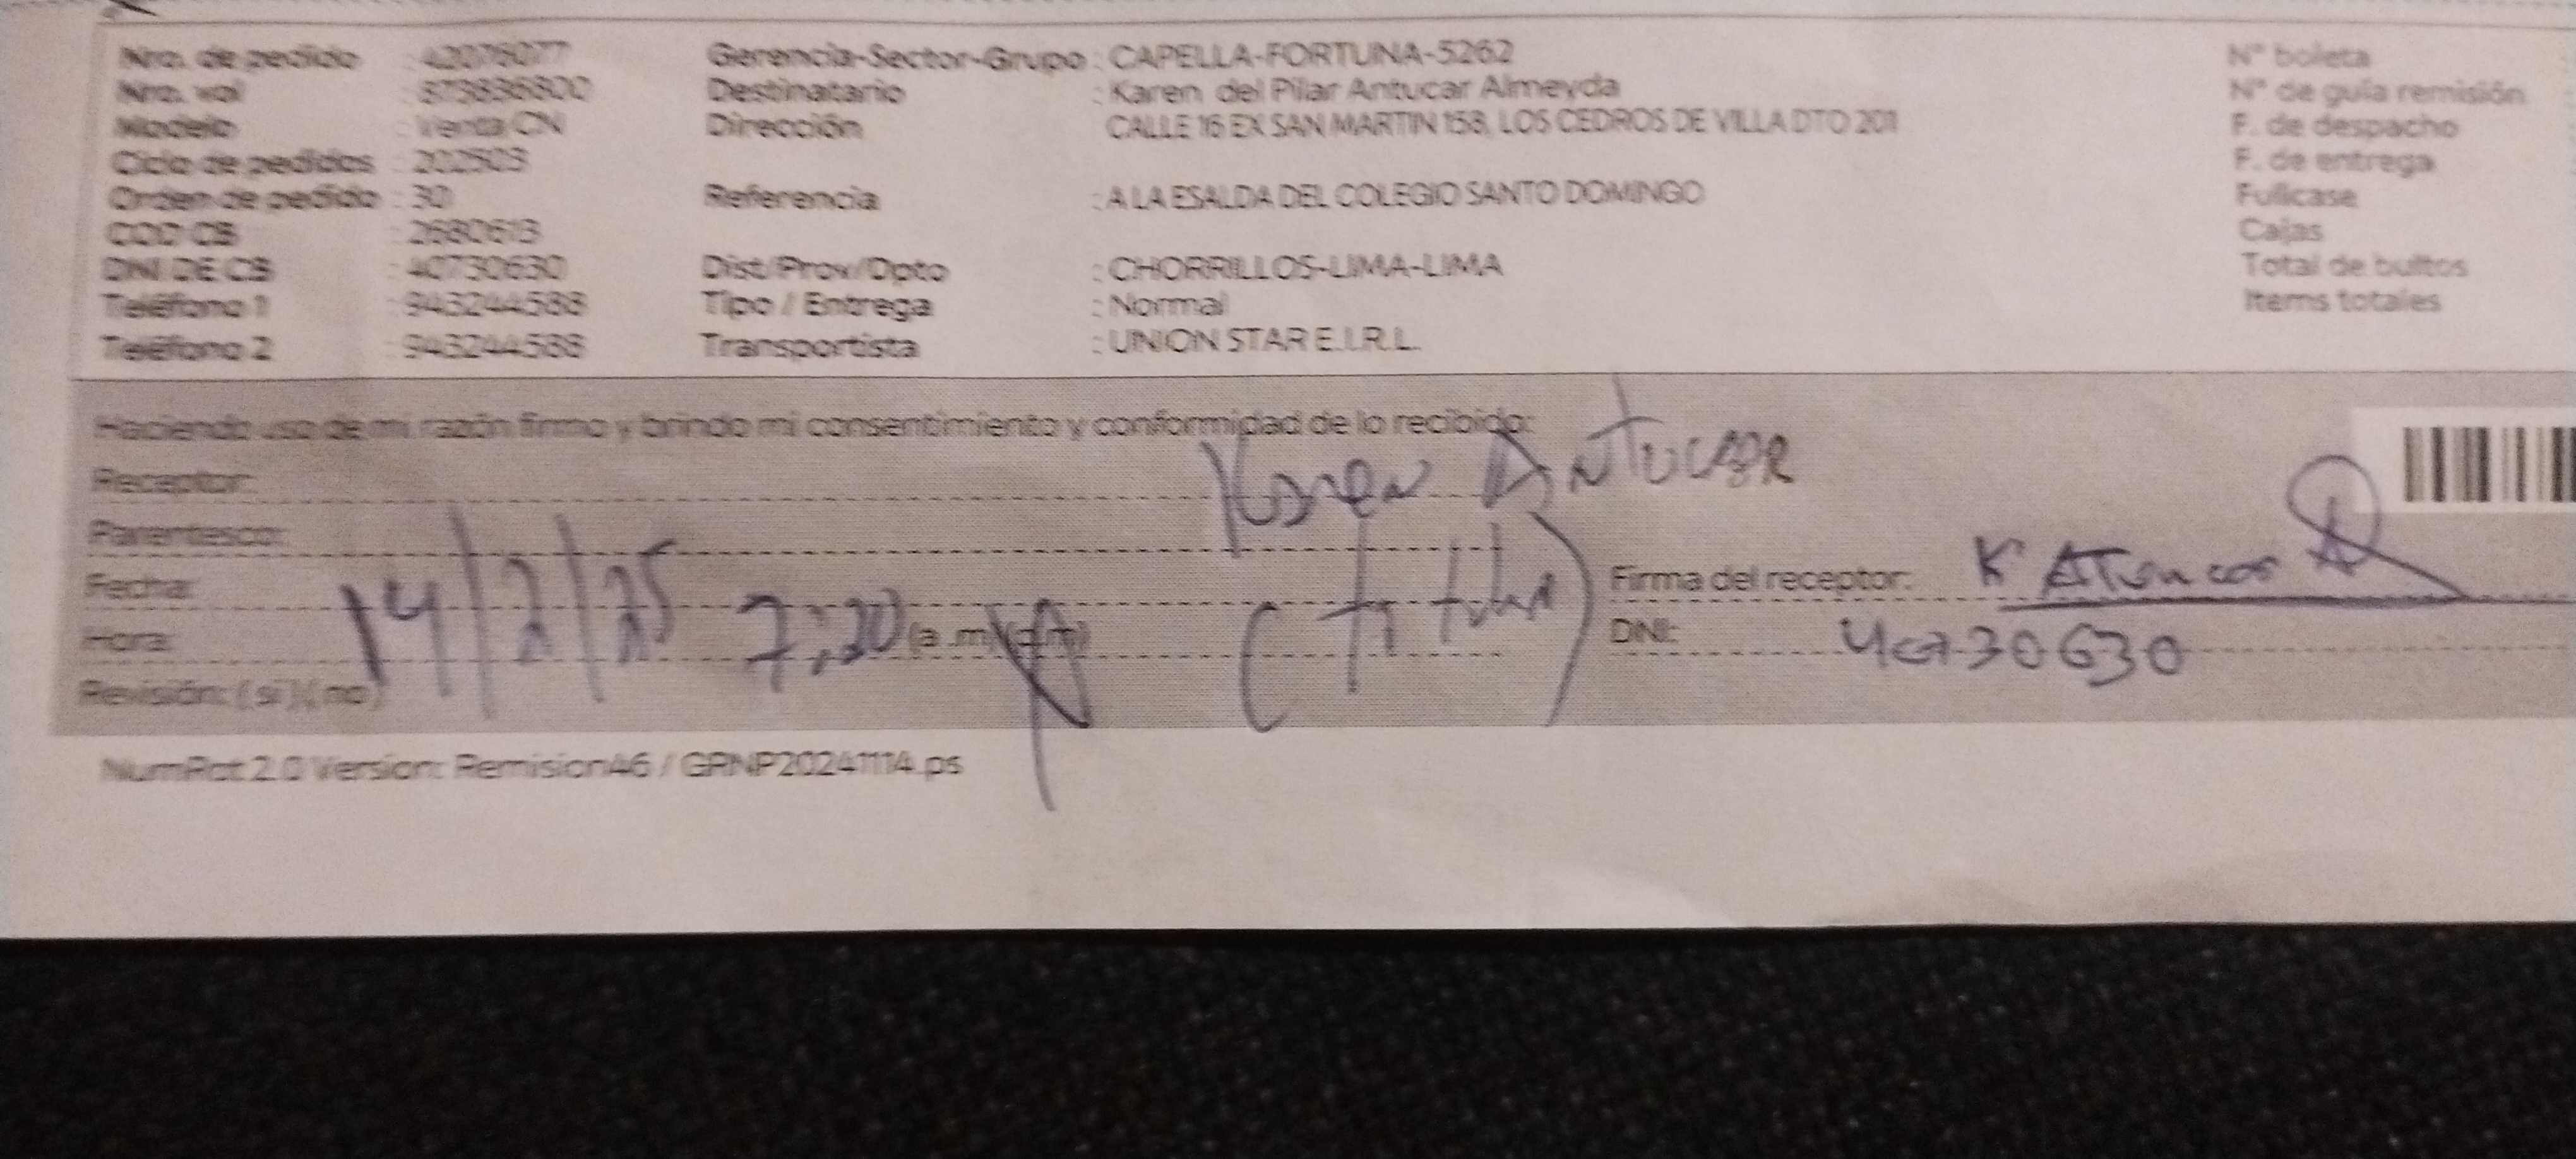 Nro. de pedido : 42076077 Gerencia-Sector-Grupo : CAPELLA-FORTUNA-5262 N° boleta
Nro. val : 873836800 Destinatario : Karen del Pilar Antucar Almeyda N° de guía remisión
Modelo : Venta CN Dirección CALLE 16 EX SAN MARTIN 158, LOS CEDROS DE VILLA DTO 201 F. de despacho
Ciclo de pedidos : 202503 F. de entrega
Orden de pedido : 30 Referencia : A LA ESALDA DEL COLEGIO SANTO DOMINGO Fullcase
COD CB : 2680613 Cajas
DNI DE CB : 40730630 Dist/Prov/Dpto : CHORRILLOS-LIMA-LIMA Total de bultos
Teléfono 1 : 943244588 Tipo / Entrega : Normal Items totales
Teléfono 2 : 943244588 Transportista : UNION STAR E.I.R.L.
Haciendo uso de mi razón firmo y brindo mi consentimiento y conformidad de lo recibido:
Receptor: Karen Antucar
Parentesco: (Titular)
Fecha: 14/2/25 Firma del receptor: K
Hora: 7:20 (a.m)(p.m) DNI: 40730630
Revisión: (si)(no)
NumPat 2.0 Version: Remision46 / GRNP20241114.ps